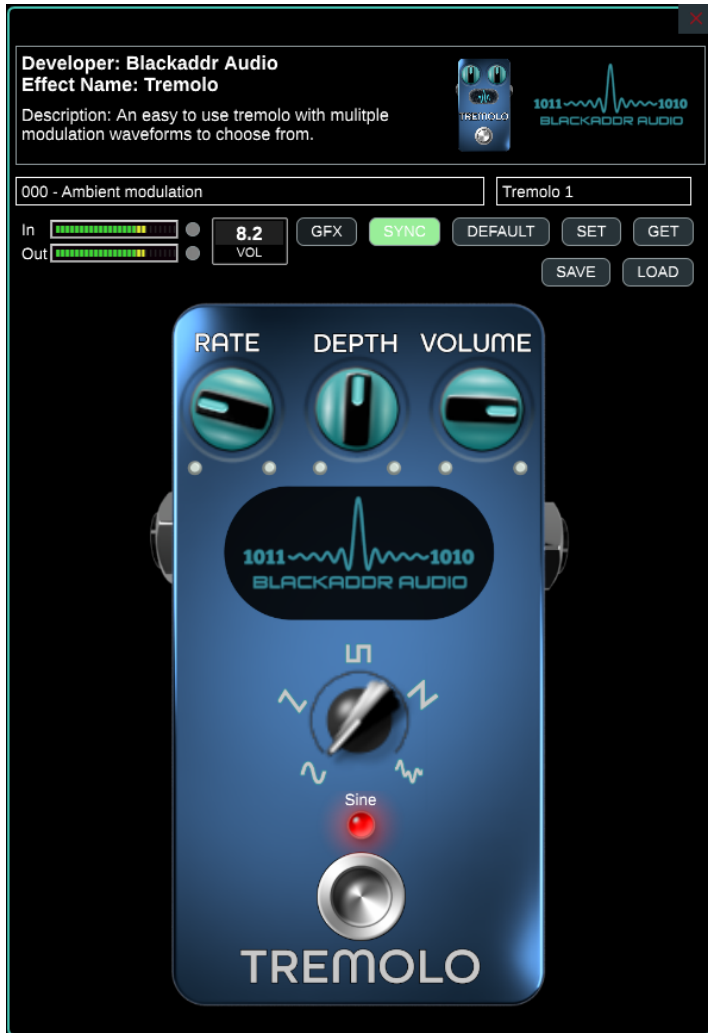 Developer: Blackaddr Audio
Effect Name: Tremolo
Description: An easy to use tremolo with mulitple
modulation waveforms to choose from.
TREMOLO
1011 1010
BLACKADDR AUDIO
000 - Ambient modulation
Tremolo 1
In
Out
8.2
VOL
GFX
SYNC
DEFAULT
SET
GET
SAVE
LOAD
RATE
DEPTH
VOLUME
1011 1010
BLACKADDR AUDIO
Sine
TREMOLO